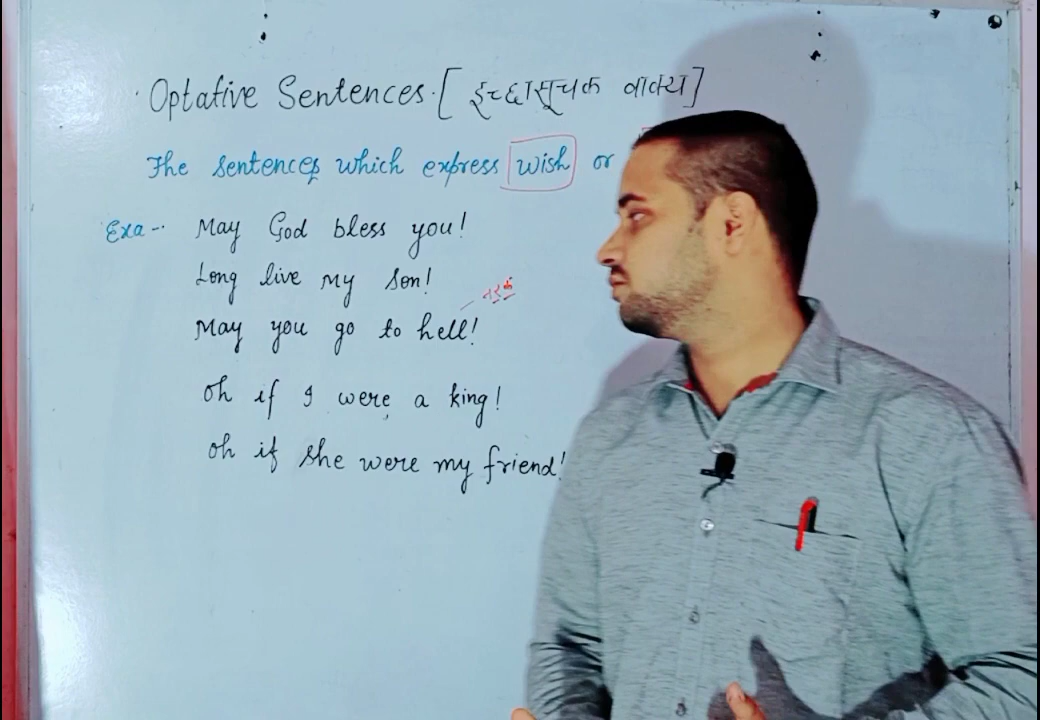 Optative Sentences. [ इच्छासूचक वाक्य]
The sentences which express wish or
Exa-- May God bless you!
Long live my son!
नरक
May you go to hell!
oh if I were a king!
oh if she were my friend!